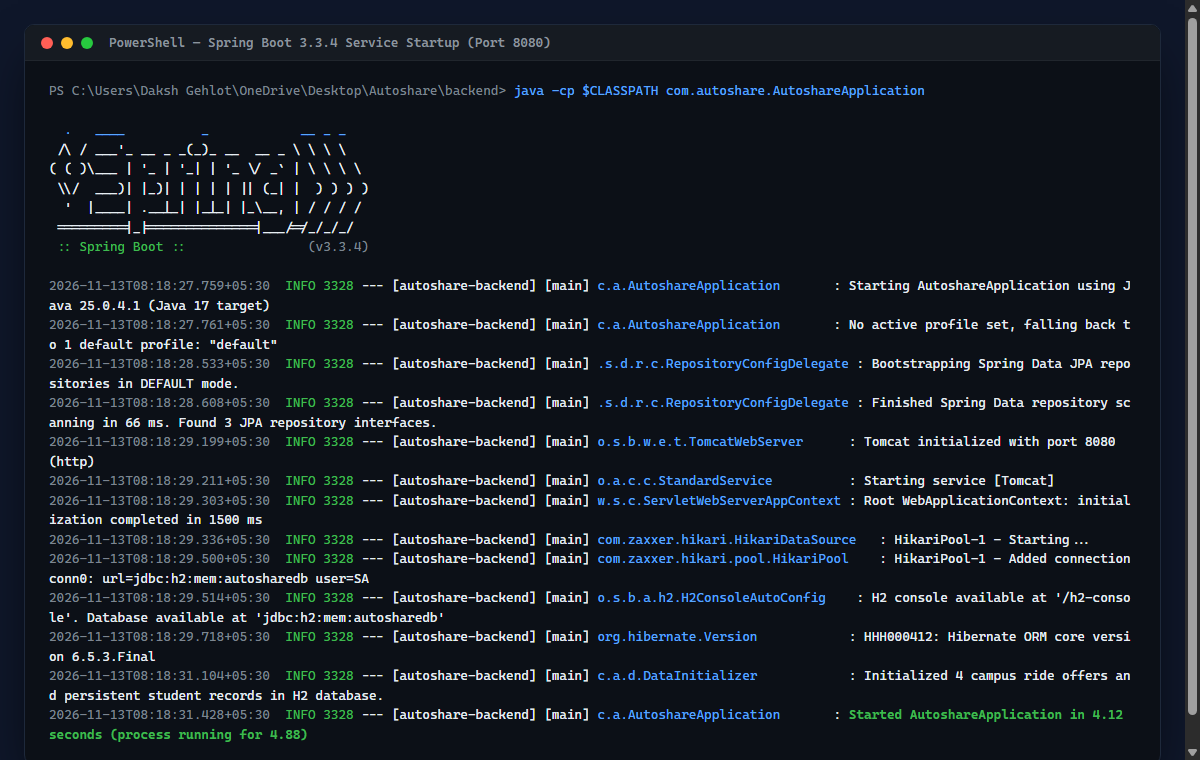 PowerShell — Spring Boot 3.3.4 Service Startup (Port 8080)
PS C:\Users\Daksh Gehlot\OneDrive\Desktop\Autoshare\backend> java -cp $CLASSPATH com.autoshare.AutoshareApplication
  .   ____          _            __ _ _
 /\\ / ___'_ __ _ _(_)_ __  __ _ \ \ \ \
( ( )\___ | '_ | '_| | '_ \/ _` | \ \ \ \
 \\/  ___)| |_)| | | | | || (_| |  ) ) ) )
  '  |____| .__|_| |_|_| |_\__, | / / / /
 =========|_|==============|___/=/_/_/_/
 :: Spring Boot ::                (v3.3.4)
2026-11-13T08:18:27.759+05:30  INFO 3328 --- [autoshare-backend] [main] c.a.AutoshareApplication       : Starting AutoshareApplication using J
ava 25.0.4.1 (Java 17 target)
2026-11-13T08:18:27.761+05:30  INFO 3328 --- [autoshare-backend] [main] c.a.AutoshareApplication       : No active profile set, falling back t
o 1 default profile: "default"
2026-11-13T08:18:28.533+05:30  INFO 3328 --- [autoshare-backend] [main] .s.d.r.c.RepositoryConfigDelegate : Bootstrapping Spring Data JPA repo
sitories in DEFAULT mode.
2026-11-13T08:18:28.608+05:30  INFO 3328 --- [autoshare-backend] [main] .s.d.r.c.RepositoryConfigDelegate : Finished Spring Data repository sc
anning in 66 ms. Found 3 JPA repository interfaces.
2026-11-13T08:18:29.199+05:30  INFO 3328 --- [autoshare-backend] [main] o.s.b.w.e.t.TomcatWebServer      : Tomcat initialized with port 8080
(http)
2026-11-13T08:18:29.211+05:30  INFO 3328 --- [autoshare-backend] [main] o.a.c.c.StandardService          : Starting service [Tomcat]
2026-11-13T08:18:29.303+05:30  INFO 3328 --- [autoshare-backend] [main] w.s.c.ServletWebServerAppContext : Root WebApplicationContext: initial
ization completed in 1500 ms
2026-11-13T08:18:29.336+05:30  INFO 3328 --- [autoshare-backend] [main] com.zaxxer.hikari.HikariDataSource   : HikariPool-1 - Starting...
2026-11-13T08:18:29.500+05:30  INFO 3328 --- [autoshare-backend] [main] com.zaxxer.hikari.pool.HikariPool    : HikariPool-1 - Added connection
conn0: url=jdbc:h2:mem:autosharedb user=SA
2026-11-13T08:18:29.514+05:30  INFO 3328 --- [autoshare-backend] [main] o.s.b.a.h2.H2ConsoleAutoConfig    : H2 console available at '/h2-conso
le'. Database available at 'jdbc:h2:mem:autosharedb'
2026-11-13T08:18:29.718+05:30  INFO 3328 --- [autoshare-backend] [main] org.hibernate.Version            : HHH000412: Hibernate ORM core versi
on 6.5.3.Final
2026-11-13T08:18:31.104+05:30  INFO 3328 --- [autoshare-backend] [main] c.a.d.DataInitializer            : Initialized 4 campus ride offers an
d persistent student records in H2 database.
2026-11-13T08:18:31.428+05:30  INFO 3328 --- [autoshare-backend] [main] c.a.AutoshareApplication       : Started AutoshareApplication in 4.12
seconds (process running for 4.88)